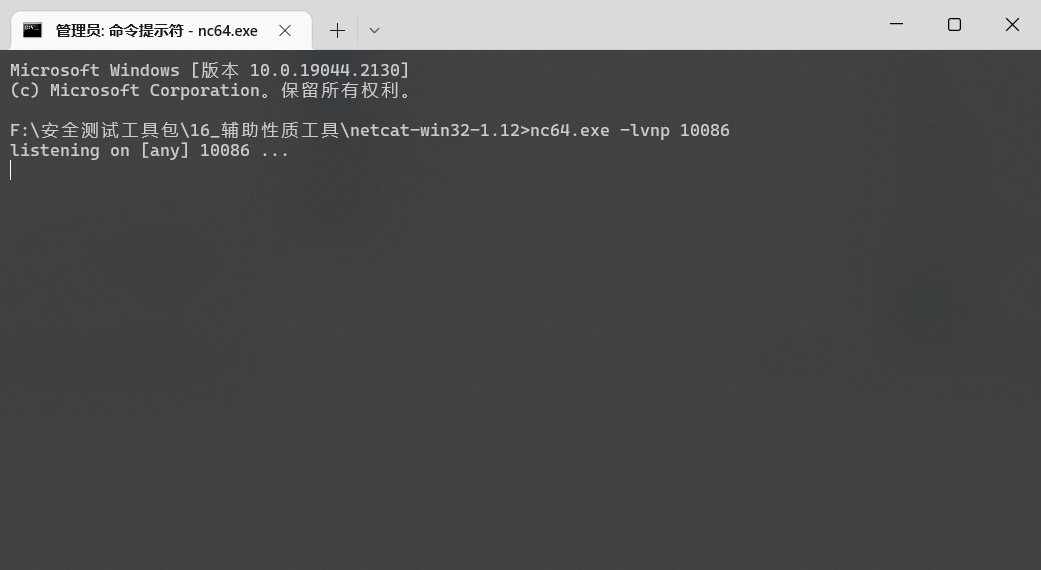 管理员: 命令提示符 - nc64.exe
Microsoft Windows [版本 10.0.19044.2130]
(c) Microsoft Corporation。保留所有权利。
F:\安全测试工具包\16_辅助性质工具\netcat-win32-1.12>nc64.exe -lvnp 10086
listening on [any] 10086 ...